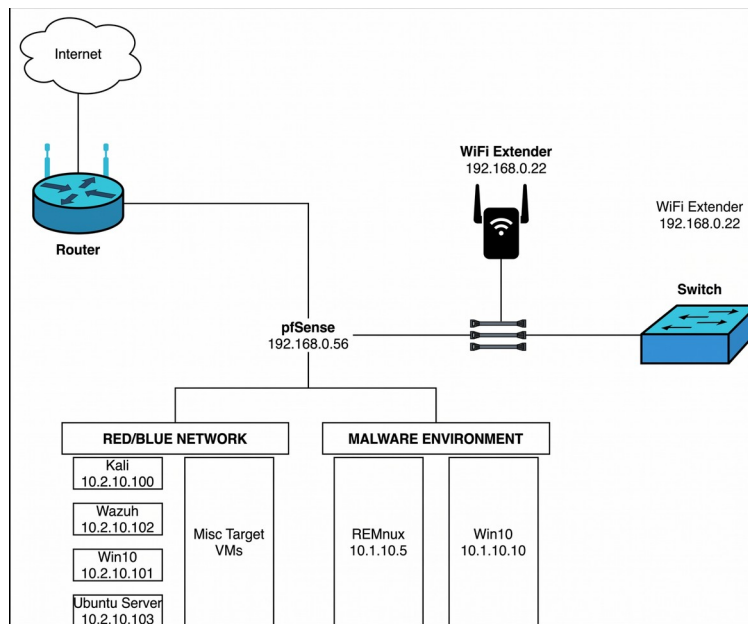 Internet
WiFi Extender
192.168.0.22
WiFi Extender
192.168.0.22
Router
Switch
pfSense
192.168.0.56
RED/BLUE NETWORK
MALWARE ENVIRONMENT
Kali
10.2.10.100
Wazuh
10.2.10.102
Win10
10.2.10.101
Ubuntu Server
10.2.10.103
Misc Target
VMs
REMnux
10.1.10.5
Win10
10.1.10.10